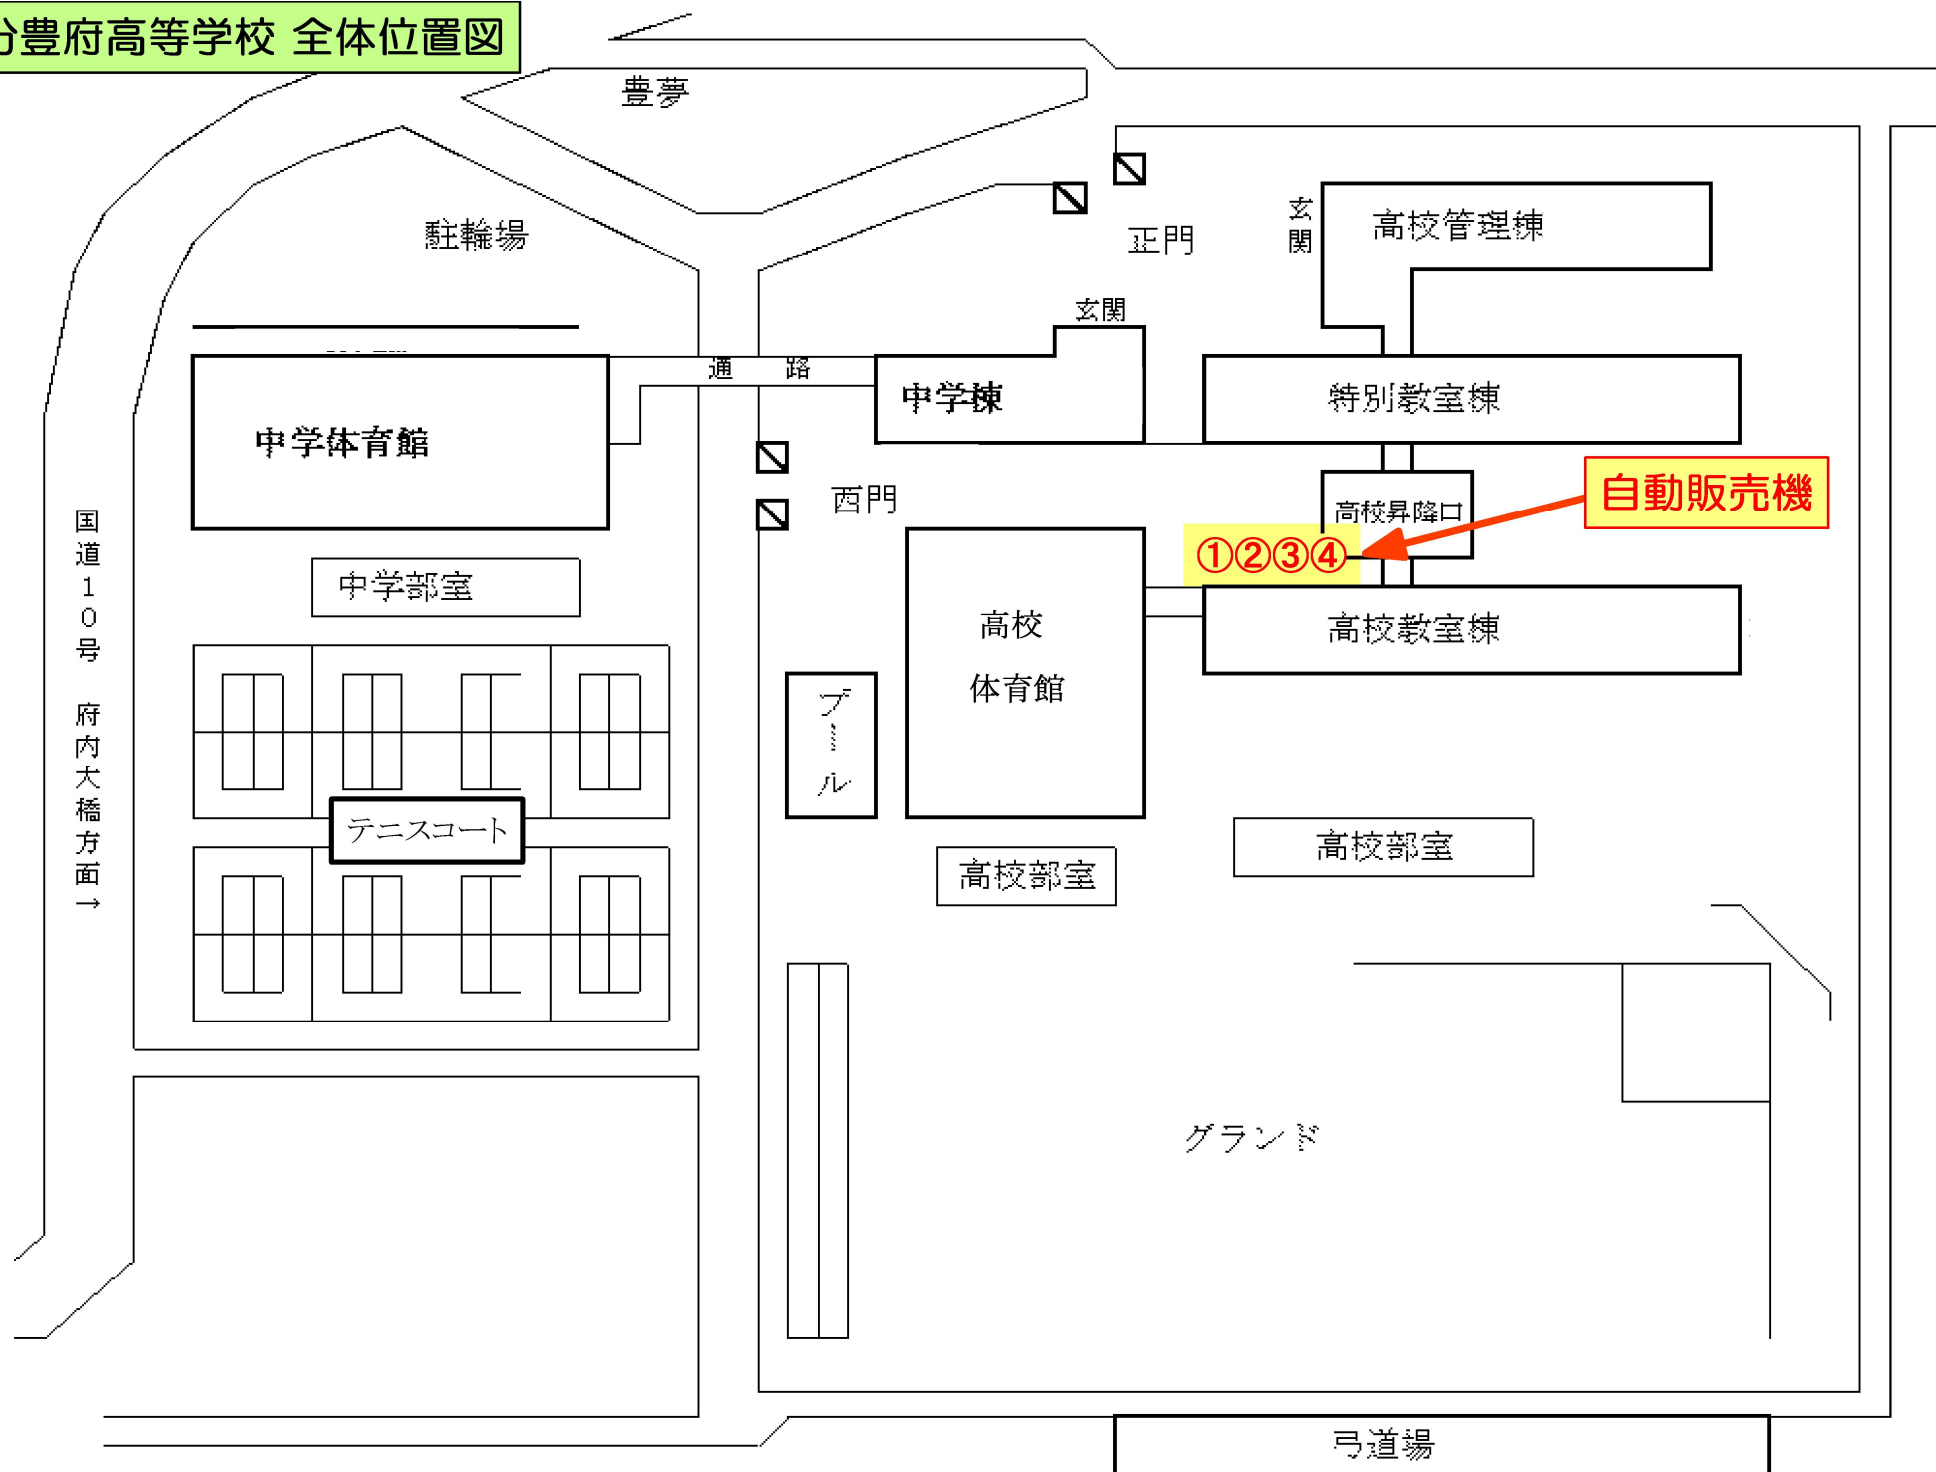 分豊府高等学校 全体位置図
豊夢
駐輪場
正門
玄関
高校管理棟
玄関
通 路
中学棟
特別教室棟
中学体育館
西門
自動販売機
高校昇降口
①②③④
国道10号 府内大橋方面→
中学部室
高校
体育館
高校教室棟
プール
テニスコート
高校部室
高校部室
グランド
弓道場